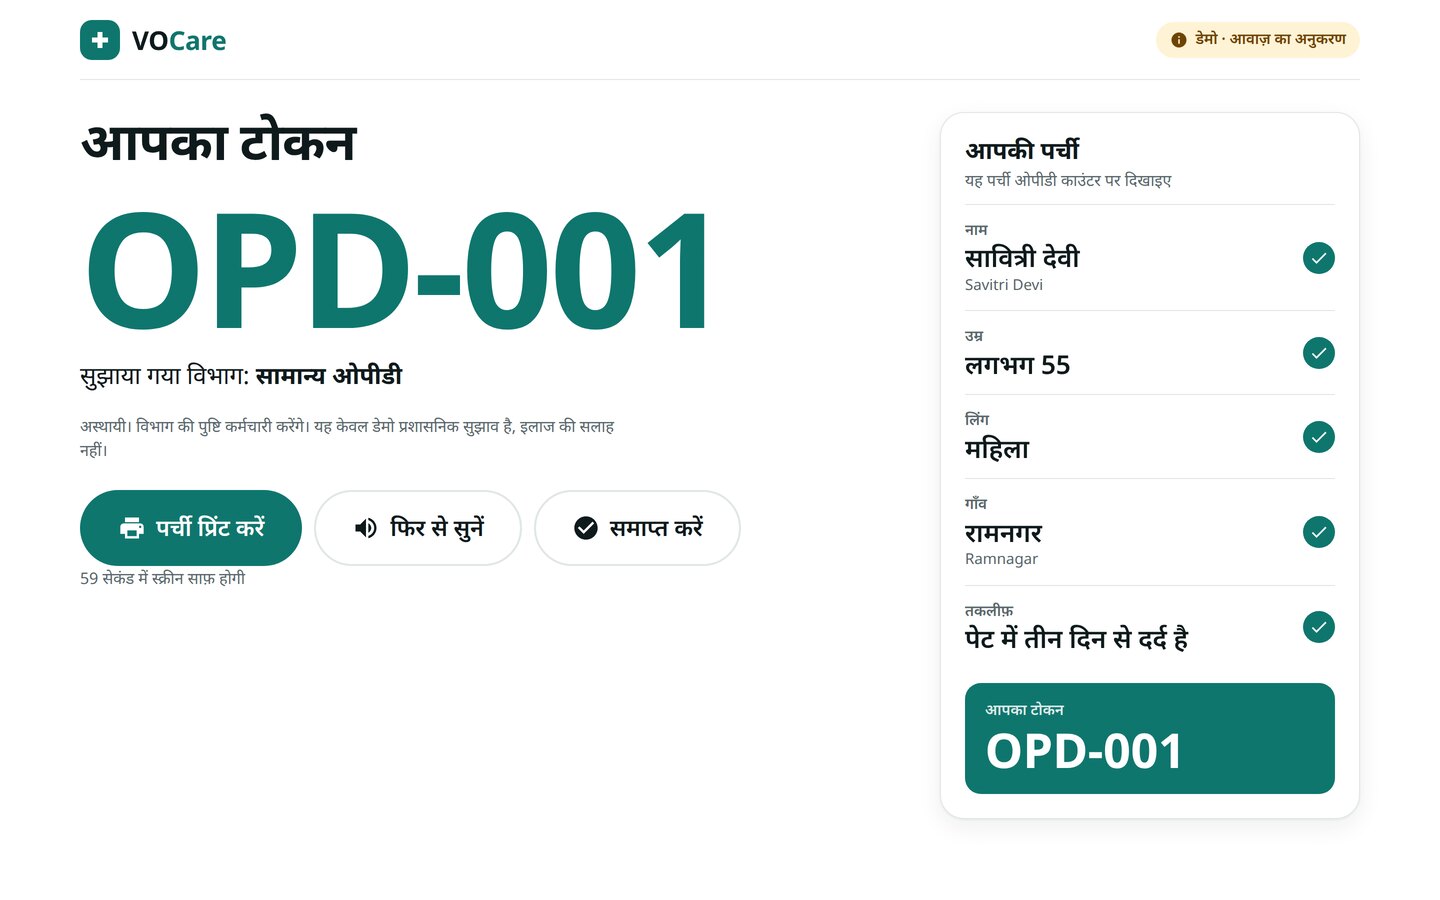 VOCare
डेमो · आवाज़ का अनुकरण
आपका टोकन
OPD-001
सुझाया गया विभाग: सामान्य ओपीडी
अस्थायी। विभाग की पुष्टि कर्मचारी करेंगे। यह केवल डेमो प्रशासनिक सुझाव है, इलाज की सलाह
नहीं।
पर्ची प्रिंट करें
फिर से सुनें
समाप्त करें
59 सेकंड में स्क्रीन साफ़ होगी
आपकी पर्ची
यह पर्ची ओपीडी काउंटर पर दिखाइए
नाम
सावित्री देवी
Savitri Devi
उम्र
लगभग 55
लिंग
महिला
गाँव
रामनगर
Ramnagar
तकलीफ़
पेट में तीन दिन से दर्द है
आपका टोकन
OPD-001